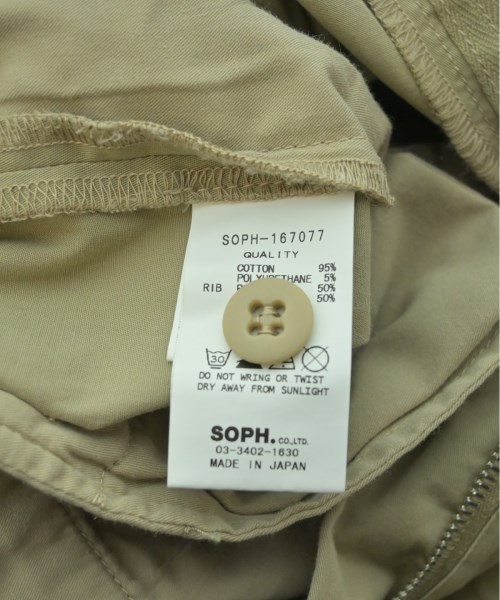 SOPH-167077
QUALITY
COTTON 95%
POLYURETHANE 5%
RIB 50%
50%
30
DO NOT WRING OR TWIST
DRY AWAY FROM SUNLIGHT
SOPH. CO.,LTD.
03-3402-1630
MADE IN JAPAN